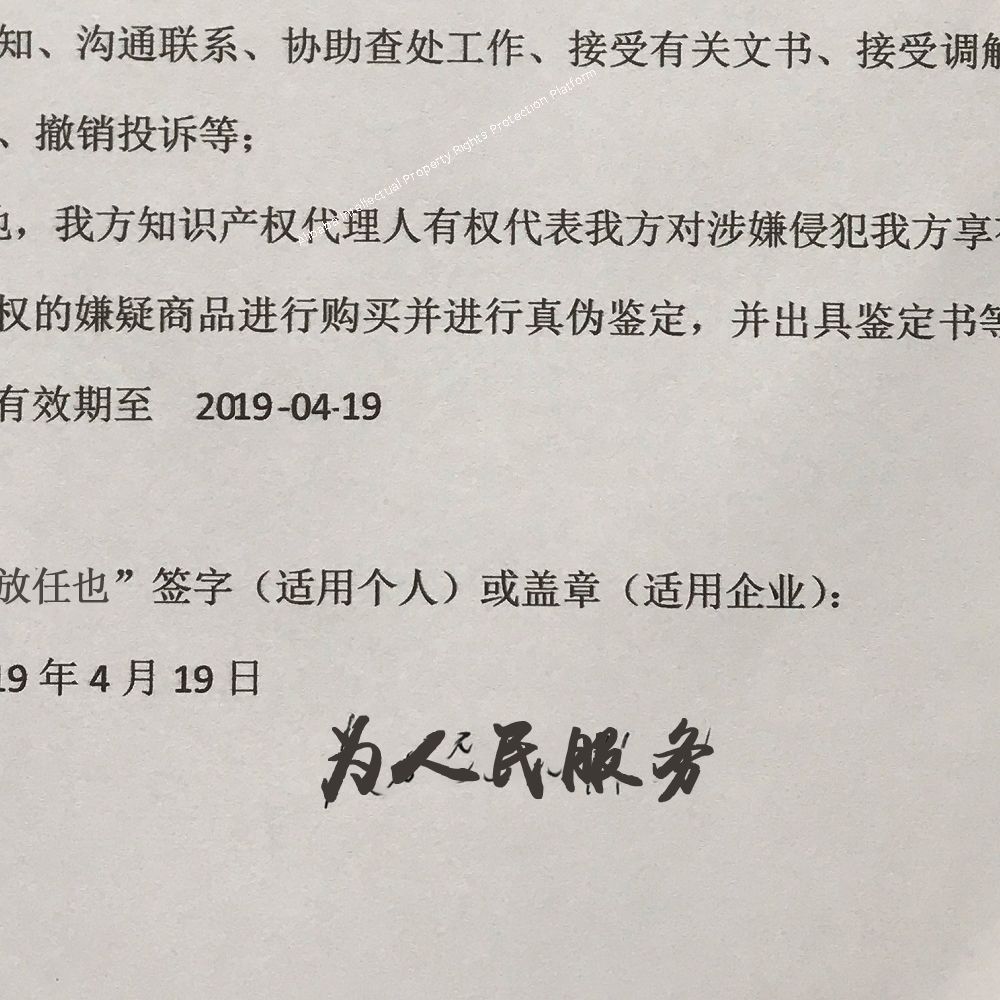 知、沟通联系、协助查处工作、接受有关文书、接受调解
、撤销投诉等；
Alibaba Intellectual Property Rights Protection Platform
也，我方知识产权代理人有权代表我方对涉嫌侵犯我方享有
权的嫌疑商品进行购买并进行真伪鉴定，并出具鉴定书等
有效期至 2019-04-19
放任也”签字（适用个人）或盖章（适用企业）：
19 年 4 月 19 日
为人民服务